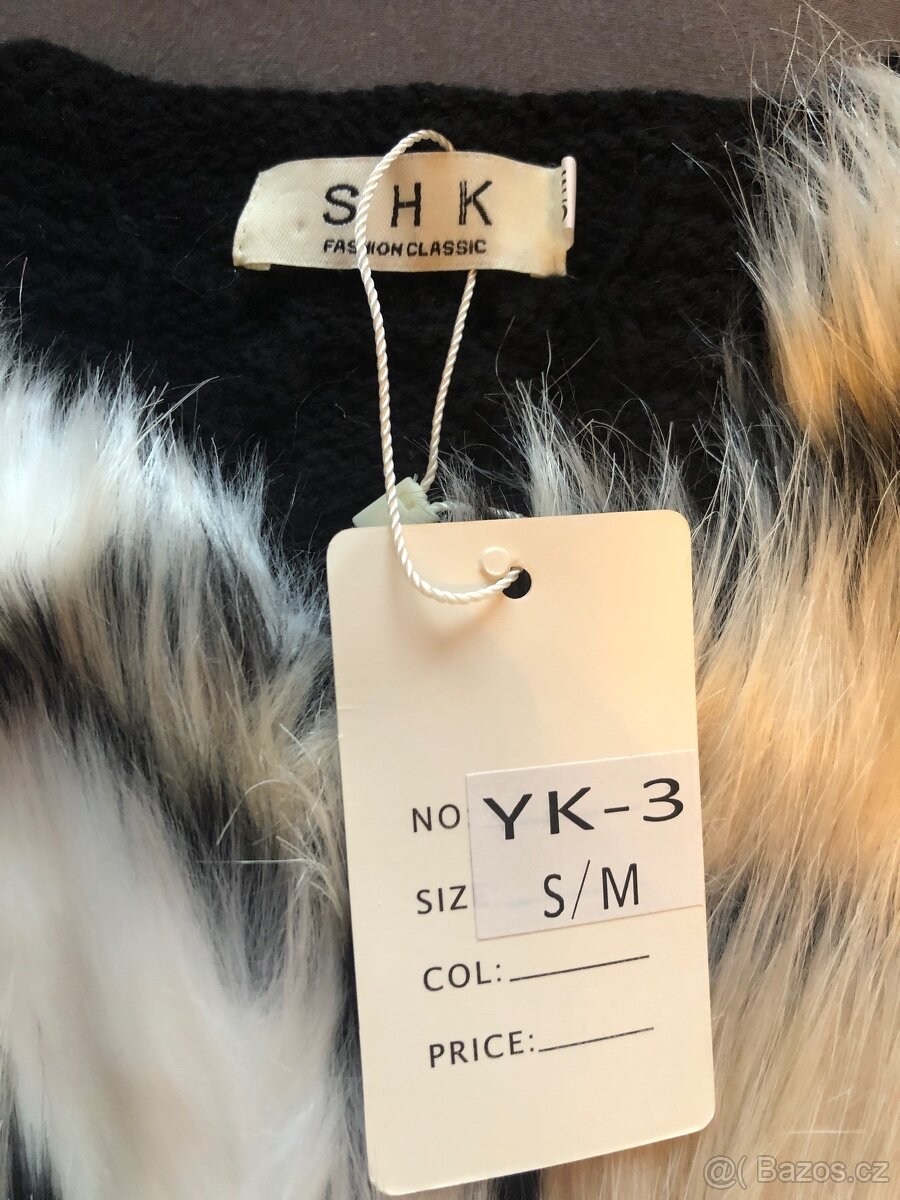 SHK
FASHION CLASSIC
NO
YK-3
SIZ
S/M
COL:
PRICE:
@( Bazos.cz